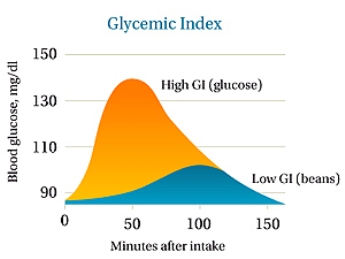 Glycemic Index
150
130
110
90
Blood glucose, mg/dl
High GI (glucose)
Low GI (beans)
0 50 100 150
Minutes after intake